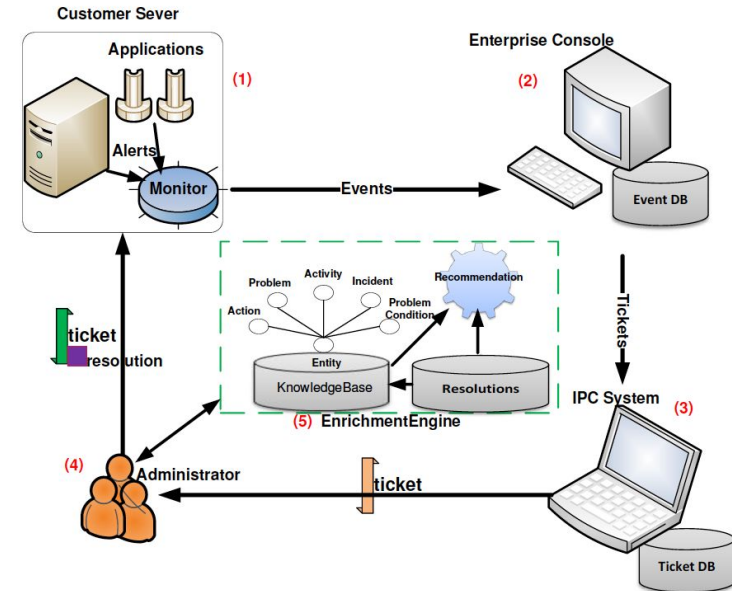 Customer Sever
Applications
(1)
Alerts
Monitor
Events
Enterprise Console
(2)
Event DB
Tickets
IPC System
(3)
Ticket DB
ticket
(4)
Administrator
ticket
resolution
Action
Problem
Activity
Incident
Problem
Condition
Entity
KnowledgeBase
Recommendation
Resolutions
(5) EnrichmentEngine